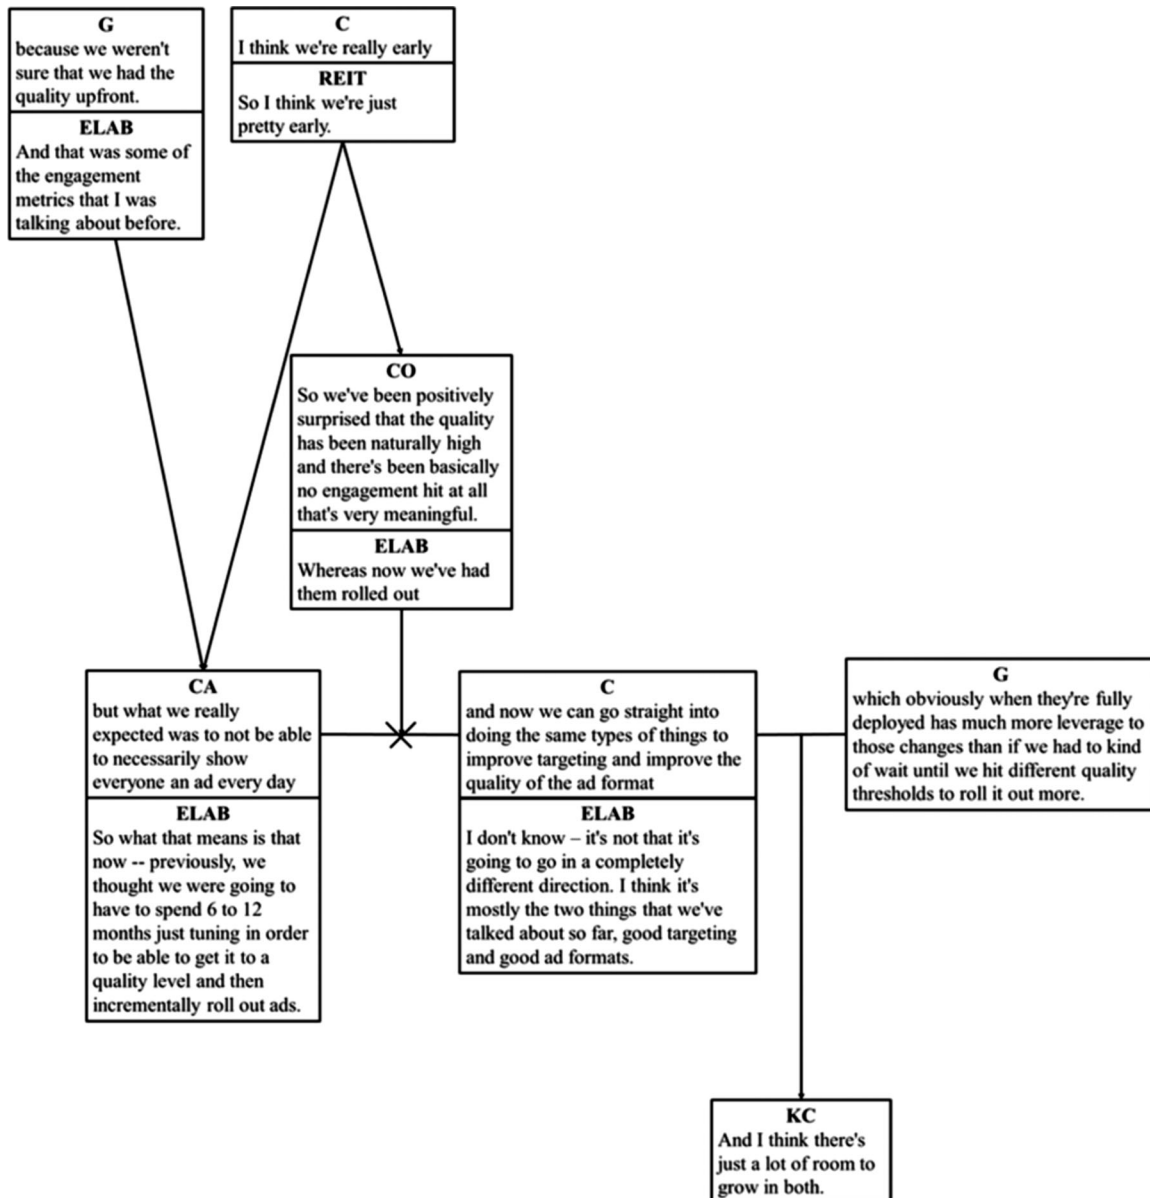 G
because we weren't
sure that we had the
quality upfront.
ELAB
And that was some of
the engagement
metrics that I was
talking about before.
C
I think we're really early
REIT
So I think we're just
pretty early.
CO
So we've been positively
surprised that the quality
has been naturally high
and there's been basically
no engagement hit at all
that's very meaningful.
ELAB
Whereas now we've had
them rolled out
CA
but what we really
expected was to not be able
to necessarily show
everyone an ad every day
ELAB
So what that means is that
now -- previously, we
thought we were going to
have to spend 6 to 12
months just tuning in order
to be able to get it to a
quality level and then
incrementally roll out ads.
C
and now we can go straight into
doing the same types of things to
improve targeting and improve the
quality of the ad format
ELAB
I don't know – it's not that it's
going to go in a completely
different direction. I think it's
mostly the two things that we've
talked about so far, good targeting
and good ad formats.
G
which obviously when they're fully
deployed has much more leverage to
those changes than if we had to kind
of wait until we hit different quality
thresholds to roll it out more.
KC
And I think there's
just a lot of room to
grow in both.